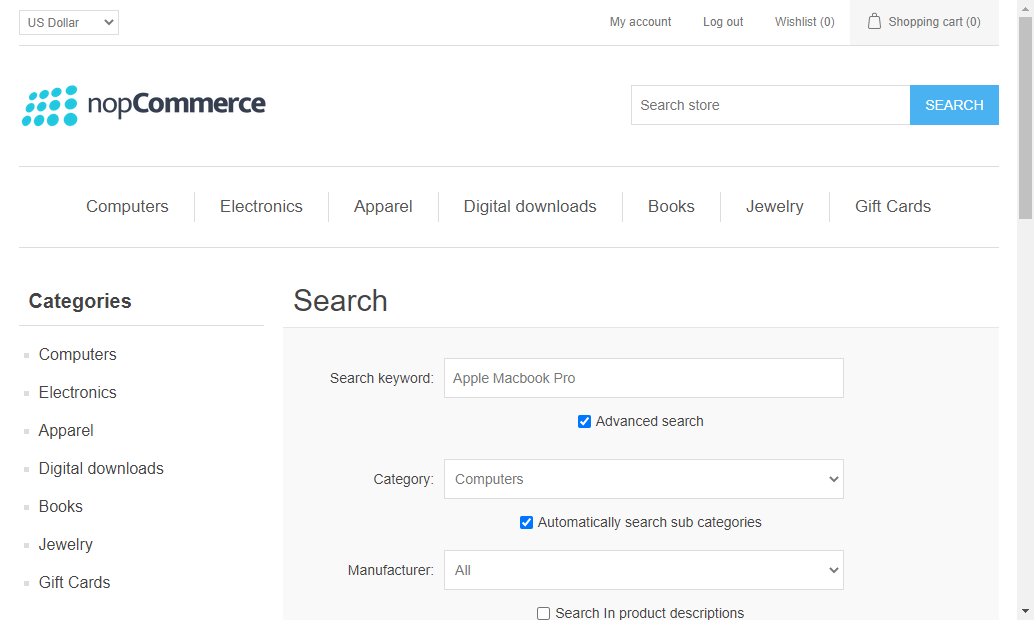 US Dollar
My account
Log out
Wishlist (0)
Shopping cart (0)
nopCommerce
Search store
SEARCH
Computers
Electronics
Apparel
Digital downloads
Books
Jewelry
Gift Cards
Categories
Computers
Electronics
Apparel
Digital downloads
Books
Jewelry
Gift Cards
Search
Search keyword: Apple Macbook Pro
Advanced search
Category: Computers
Automatically search sub categories
Manufacturer: All
Search In product descriptions